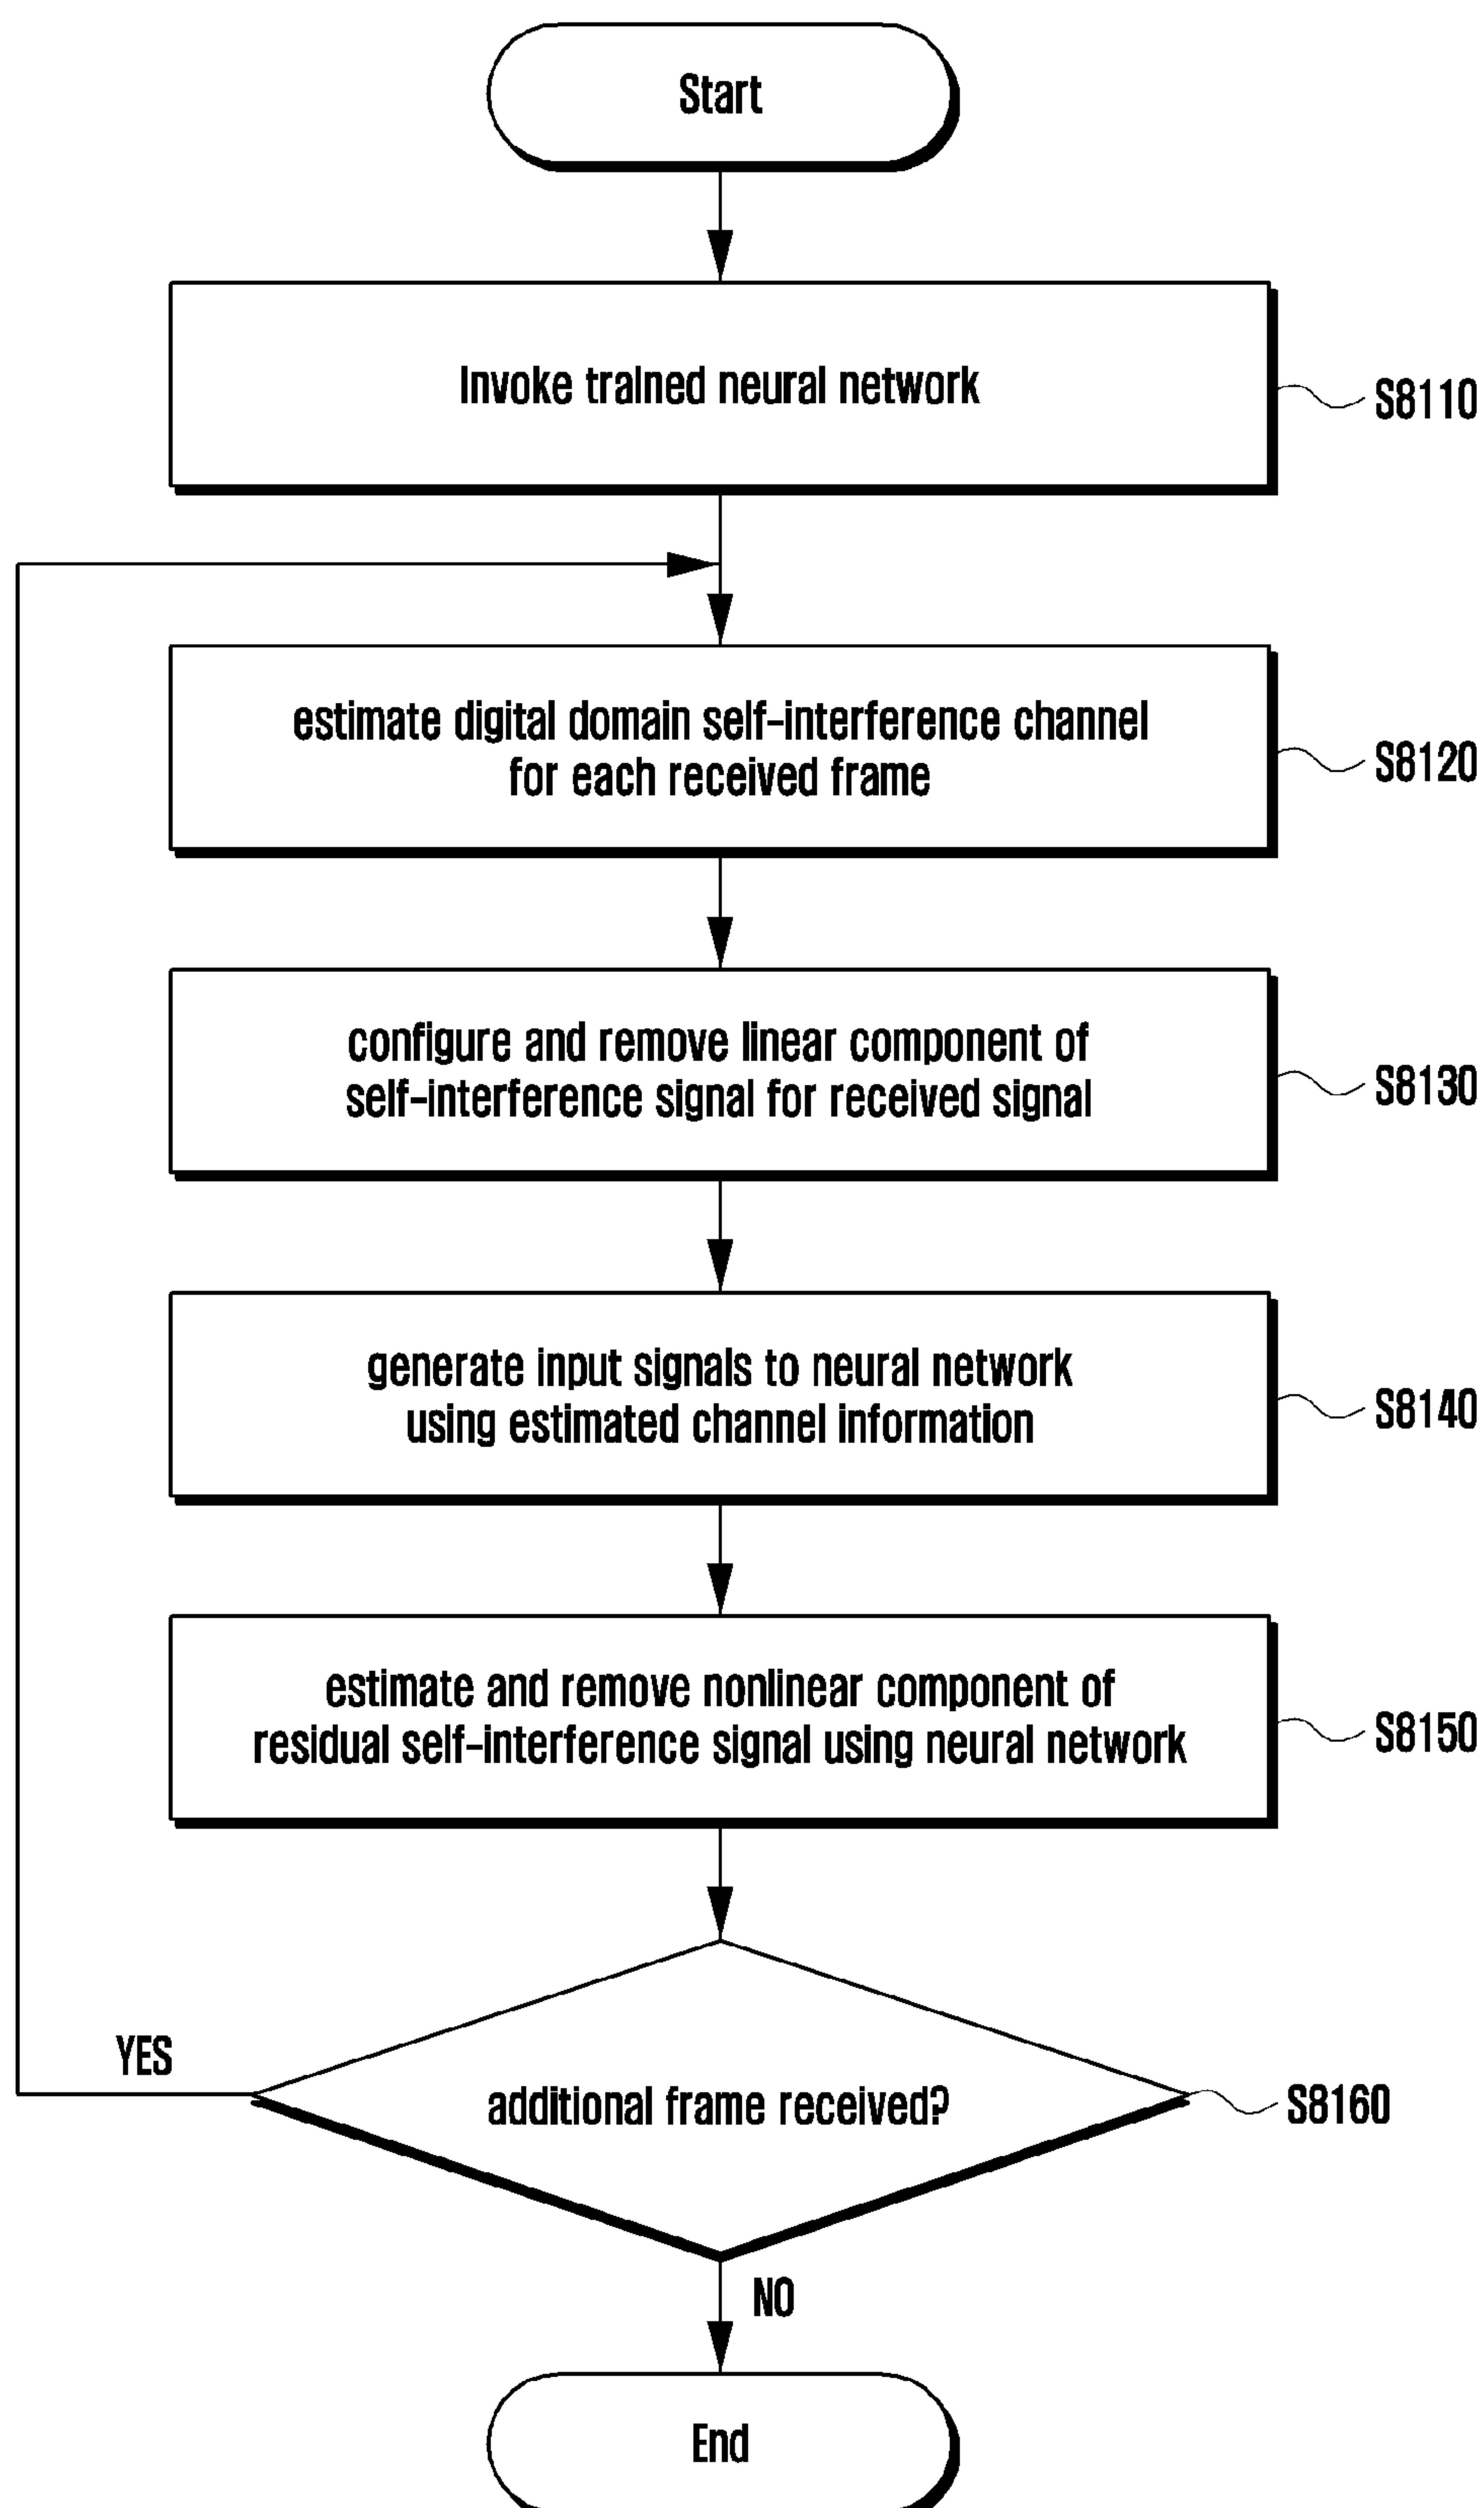 Start
Invoke trained neural network
S8110
estimate digital domain self-interference channel
for each received frame
S8120
configure and remove linear component of
self-interference signal for received signal
S8130
generate input signals to neural network
using estimated channel information
S8140
estimate and remove nonlinear component of
residual self-interference signal using neural network
S8150
YES
additional frame received?
S8160
NO
End